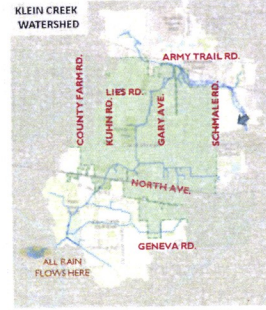 KLEIN CREEK
WATERSHED
ARMY TRAIL RD.
COUNTY FARM RD.
LIES RD.
KUHN RD.
GARY AVE.
SCHMALE RD.
NORTH AVE.
GENEVA RD.
ALL RAIN
FLOWS HERE